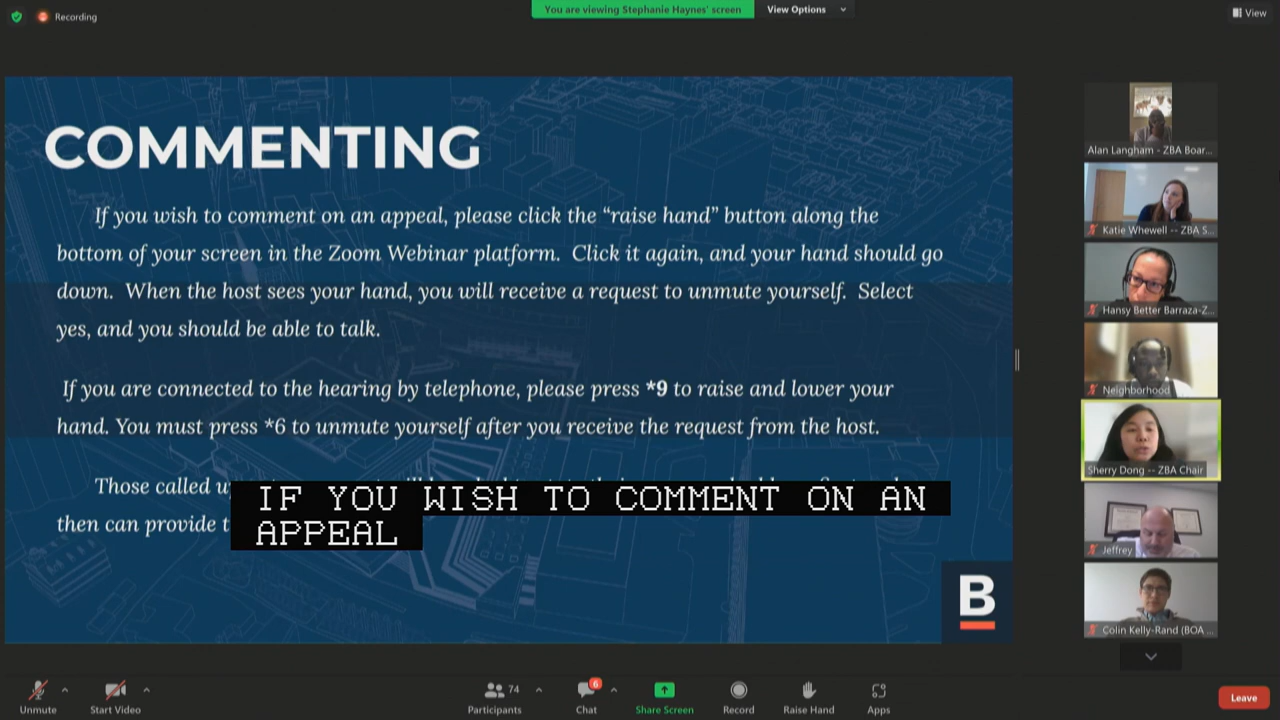 Recording
You are viewing Stephanie Haynes' screen
View Options
View
COMMENTING
If you wish to comment on an appeal, please click the “raise hand” button along the
bottom of your screen in the Zoom Webinar platform. Click it again, and your hand should go
down. When the host sees your hand, you will receive a request to unmute yourself. Select
yes, and you should be able to talk.
If you are connected to the hearing by telephone, please press *9 to raise and lower your
hand. You must press *6 to unmute yourself after you receive the request from the host.
Those called
then can provide
IF YOU WISH TO COMMENT ON AN
APPEAL
B
Alan Langham - ZBA Boar...
Katie Whewell -- ZBA S...
Hansy Better Barraza-Z...
Neighborhood
Sherry Dong -- ZBA Chair
Jeffrey
Colin Kelly-Rand (BOA ...
Unmute
Start Video
Participants
74
Chat
6
Share Screen
Record
Raise Hand
Apps
Leave